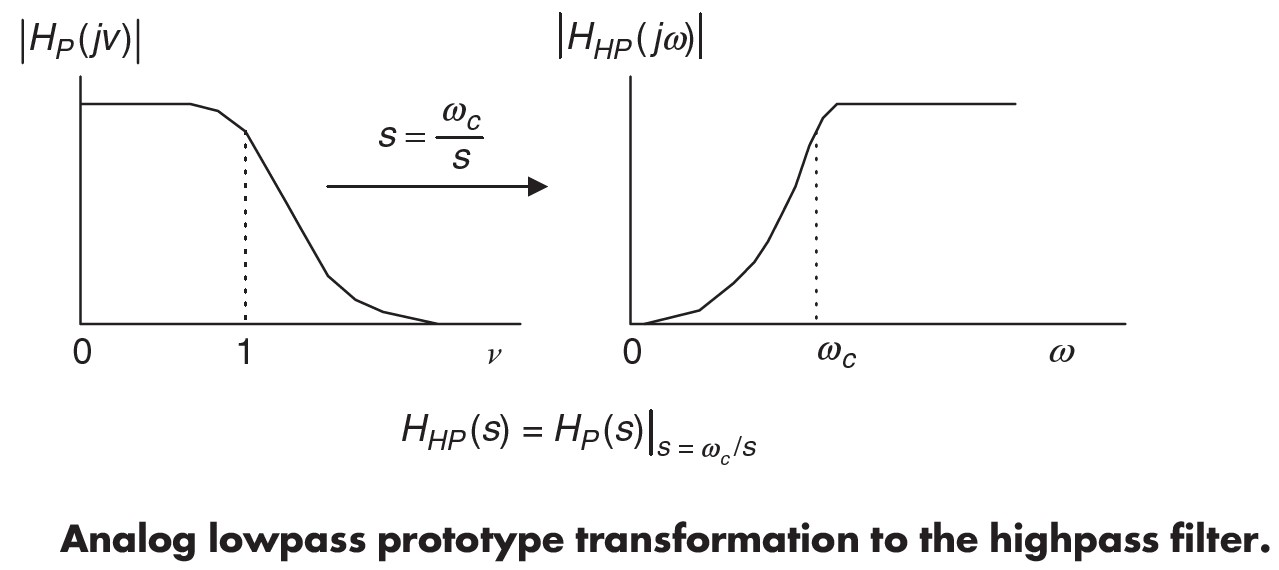 |H_P(jv)|
|H_HP(jω)|
s = ω_c/s
0 1 ν
0 ω_c ω
H_HP(s) = H_P(s)|_{s = ω_c/s}
Analog lowpass prototype transformation to the highpass filter.